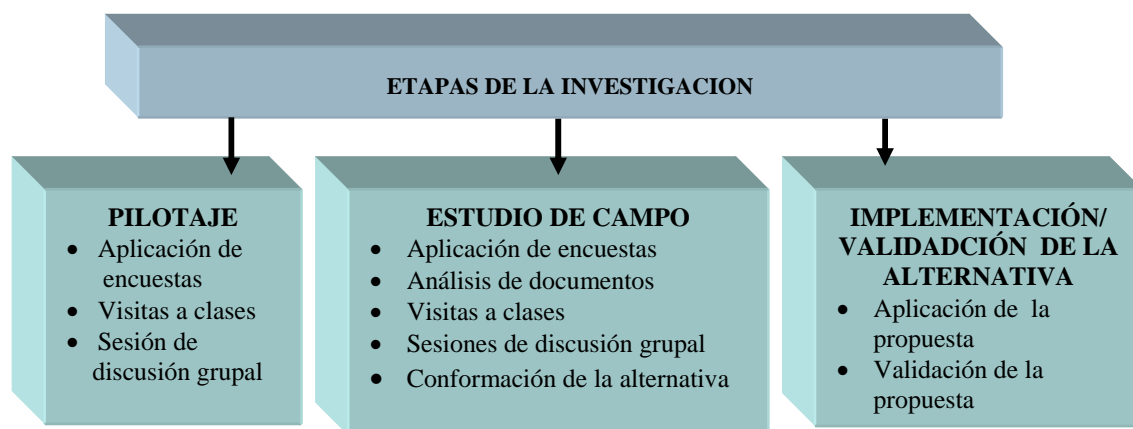 ETAPAS DE LA INVESTIGACION
PILOTAJE
• Aplicación de
encuestas
• Visitas a clases
• Sesión de
discusión grupal
ESTUDIO DE CAMPO
• Aplicación de encuestas
• Análisis de documentos
• Visitas a clases
• Sesiones de discusión grupal
• Conformación de la alternativa
IMPLEMENTACIÓN/
VALIDADCIÓN DE LA
ALTERNATIVA
• Aplicación de la
propuesta
• Validación de la
propuesta